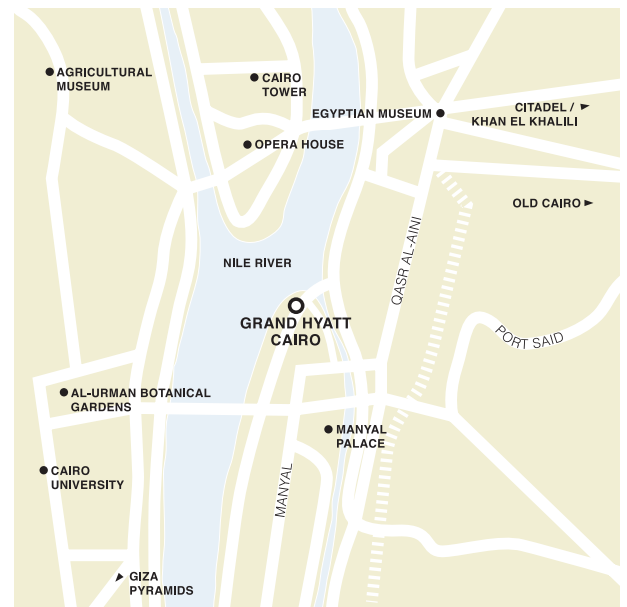 AGRICULTURAL
MUSEUM
CAIRO
TOWER
EGYPTIAN MUSEUM
CITADEL /
KHAN EL KHALILI
OPERA HOUSE
OLD CAIRO
NILE RIVER
QASR AL-AINI
GRAND HYATT
CAIRO
PORT SAID
AL-URMAN BOTANICAL
GARDENS
MANYAL
PALACE
CAIRO
UNIVERSITY
MANYAL
GIZA
PYRAMIDS